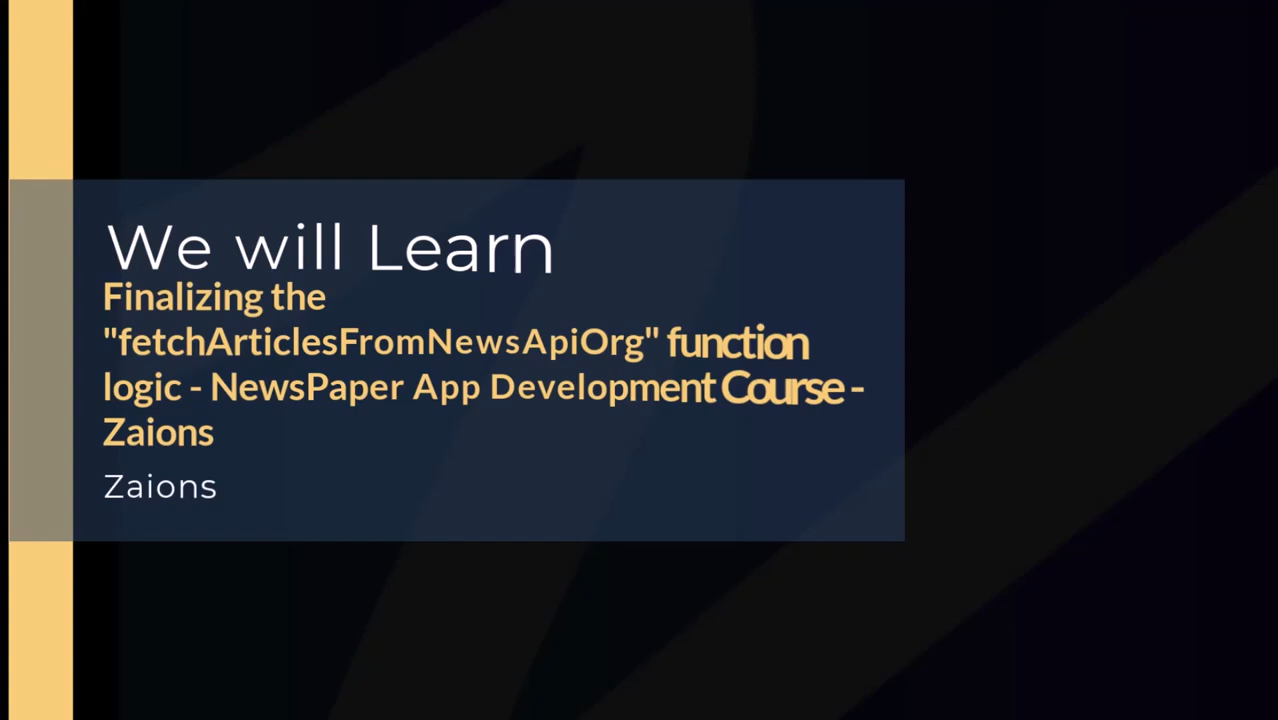 We will Learn
Finalizing the
"fetchArticlesFromNewsApiOrg" function
logic - NewsPaper App Development Course -
Zaions
Zaions